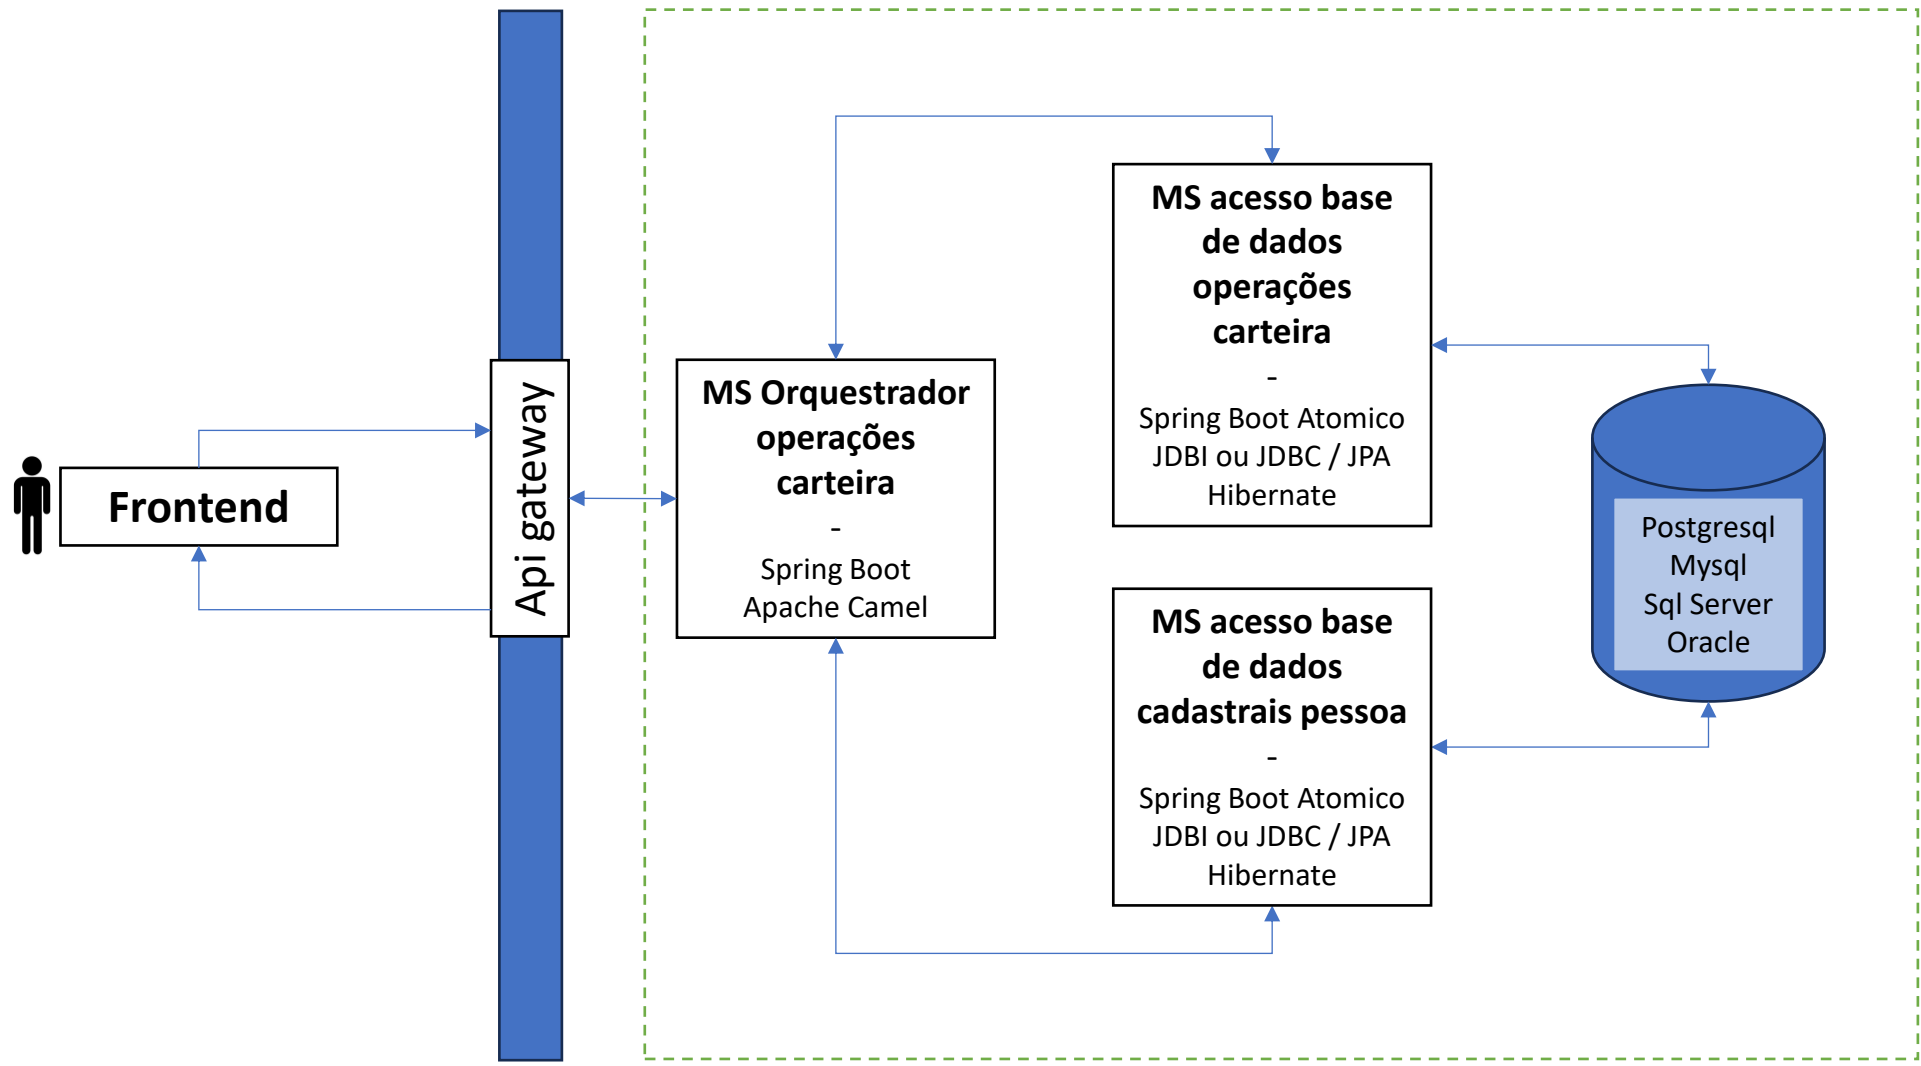 Frontend
Api gateway
MS Orquestrador
operações
carteira
-
Spring Boot
Apache Camel
MS acesso base
de dados
operações
carteira
-
Spring Boot Atomico
JDBI ou JDBC / JPA
Hibernate
MS acesso base
de dados
cadastrais pessoa
-
Spring Boot Atomico
JDBI ou JDBC / JPA
Hibernate
Postgresql
Mysql
Sql Server
Oracle